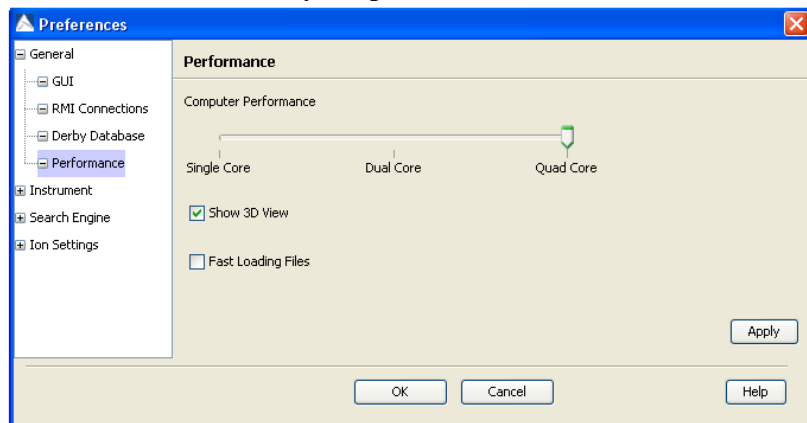 Preferences
General
GUI
RMI Connections
Derby Database
Performance
Instrument
Search Engine
Ion Settings
Performance
Computer Performance
Single Core Dual Core Quad Core
Show 3D View
Fast Loading Files
Apply
OK Cancel Help